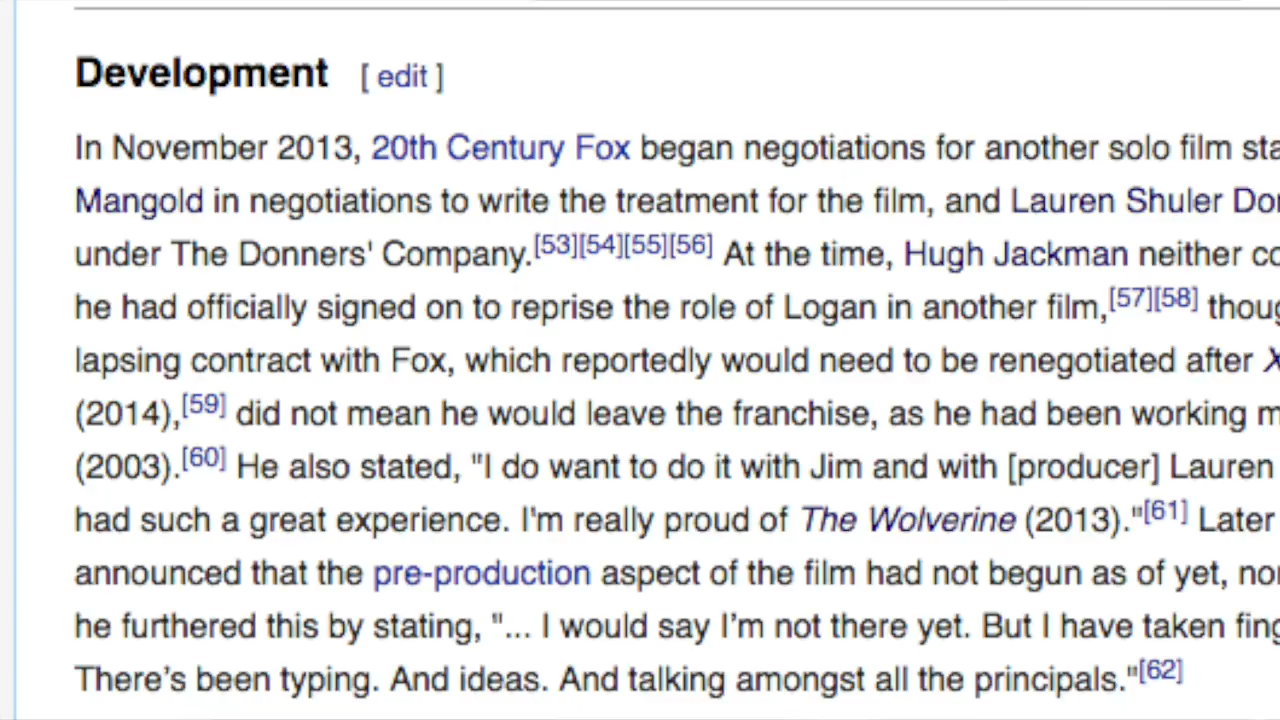 Development [ edit ]
In November 2013, 20th Century Fox began negotiations for another solo film
Mangold in negotiations to write the treatment for the film, and Lauren Shuler
under The Donners' Company.[53][54][55][56] At the time, Hugh Jackman neither
he had officially signed on to reprise the role of Logan in another film,[57][58]
lapsing contract with Fox, which reportedly would need to be renegotiated after
(2014),[59] did not mean he would leave the franchise, as he had been working
(2003).[60] He also stated, "I do want to do it with Jim and with [producer] Lauren
had such a great experience. I'm really proud of The Wolverine (2013)."[61] Later
announced that the pre-production aspect of the film had not begun as of yet,
he furthered this by stating, "... I would say I’m not there yet. But I have taken
There’s been typing. And ideas. And talking amongst all the principals."[62]